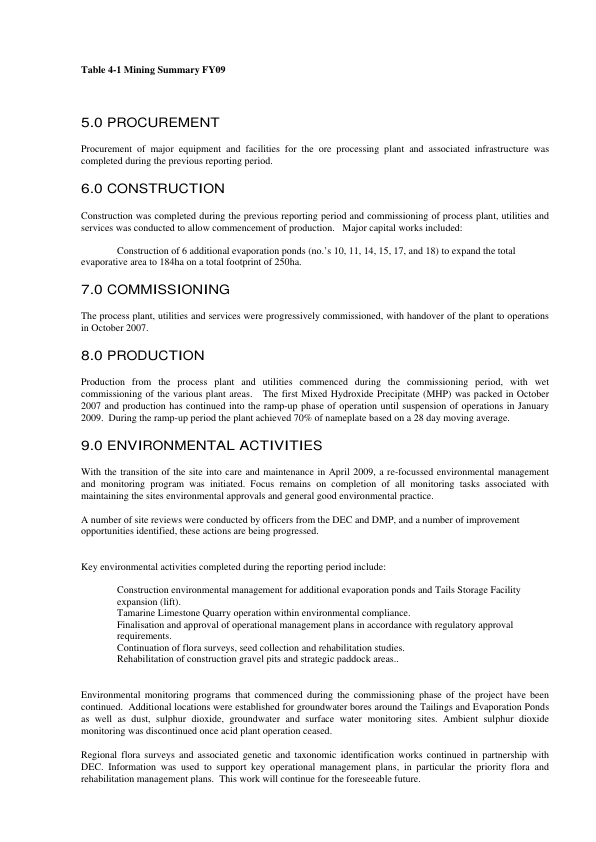 Table 4-1 Mining Summary FY09
5.0 PROCUREMENT
Procurement of major equipment and facilities for the ore processing plant and associated infrastructure was
completed during the previous reporting period.
6.0 CONSTRUCTION
Construction was completed during the previous reporting period and commissioning of process plant, utilities and
services was conducted to allow commencement of production.   Major capital works included:
Construction of 6 additional evaporation ponds (no.'s 10, 11, 14, 15, 17, and 18) to expand the total
evaporative area to 184ha on a total footprint of 250ha.
7.0 COMMISSIONING
The process plant, utilities and services were progressively commissioned, with handover of the plant to operations
in October 2007.
8.0 PRODUCTION
Production from the process plant and utilities commenced during the commissioning period, with wet
commissioning of the various plant areas.   The first Mixed Hydroxide Precipitate (MHP) was packed in October
2007 and production has continued into the ramp-up phase of operation until suspension of operations in January
2009.  During the ramp-up period the plant achieved 70% of nameplate based on a 28 day moving average.
9.0 ENVIRONMENTAL ACTIVITIES
With the transition of the site into care and maintenance in April 2009, a re-focussed environmental management
and monitoring program was initiated. Focus remains on completion of all monitoring tasks associated with
maintaining the sites environmental approvals and general good environmental practice.
A number of site reviews were conducted by officers from the DEC and DMP, and a number of improvement
opportunities identified, these actions are being progressed.
Key environmental activities completed during the reporting period include:
Construction environmental management for additional evaporation ponds and Tails Storage Facility
expansion (lift).
Tamarine Limestone Quarry operation within environmental compliance.
Finalisation and approval of operational management plans in accordance with regulatory approval
requirements.
Continuation of flora surveys, seed collection and rehabilitation studies.
Rehabilitation of construction gravel pits and strategic paddock areas..
Environmental monitoring programs that commenced during the commissioning phase of the project have been
continued.  Additional locations were established for groundwater bores around the Tailings and Evaporation Ponds
as well as dust, sulphur dioxide, groundwater and surface water monitoring sites. Ambient sulphur dioxide
monitoring was discontinued once acid plant operation ceased.
Regional flora surveys and associated genetic and taxonomic identification works continued in partnership with
DEC. Information was used to support key operational management plans, in particular the priority flora and
rehabilitation management plans.  This work will continue for the foreseeable future.